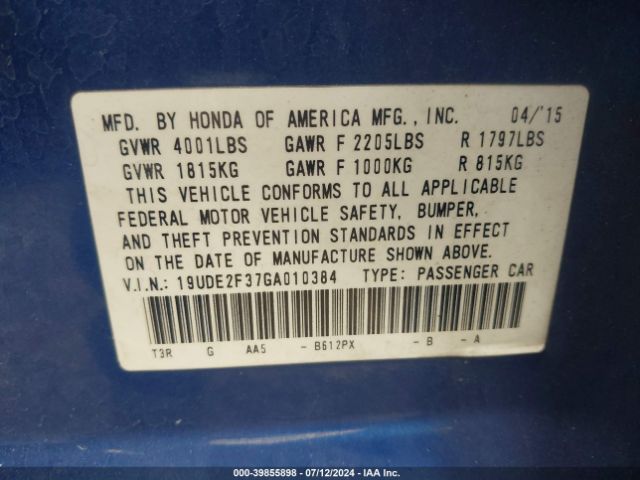 MFD. BY HONDA OF AMERICA MFG., INC. 04/'15
GVWR 4001LBS GAWR F 2205LBS R 1797LBS
GVWR 1815KG GAWR F 1000KG R 815KG
THIS VEHICLE CONFORMS TO ALL APPLICABLE
FEDERAL MOTOR VEHICLE SAFETY, BUMPER,
AND THEFT PREVENTION STANDARDS IN EFFECT
ON THE DATE OF MANUFACTURE SHOWN ABOVE.
V.I.N.: 19UDE2F37GA010384 TYPE: PASSENGER CAR
T3R G AA5 - B612PX - B - A
000-39855898 - 07/12/2024 - IAA Inc.